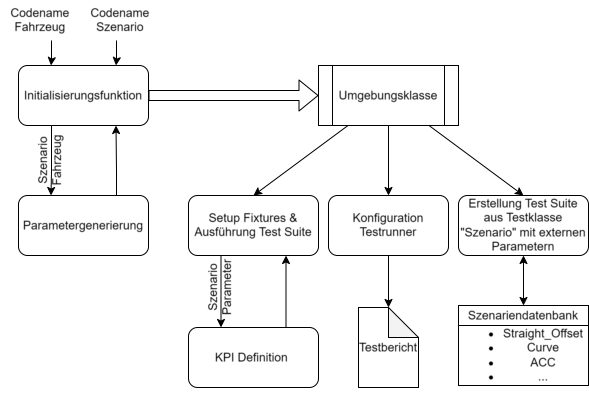 Codename
Fahrzeug
Codename
Szenario
Initialisierungsfunktion
Umgebungsklasse
Szenario
Fahrzeug
Parametergenerierung
Setup Fixtures &
Ausführung Test Suite
Konfiguration
Testrunner
Erstellung Test Suite
aus Testklasse
"Szenario" mit externen
Parametern
Szenario
Parameter
KPI Definition
Testbericht
Szenariendatenbank
• Straight_Offset
• Curve
• ACC
• ...